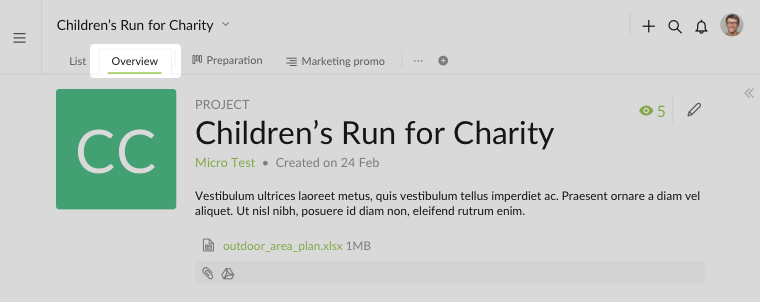 Children’s Run for Charity
List Overview Preparation Marketing promo
CC
PROJECT
5
Children’s Run for Charity
Micro Test • Created on 24 Feb
Vestibulum ultrices laoreet metus, quis vestibulum tellus imperdiet ac. Praesent ornare a diam vel
aliquet. Ut nisl nibh, posuere id diam non, eleifend rutrum enim.
outdoor_area_plan.xlsx 1MB